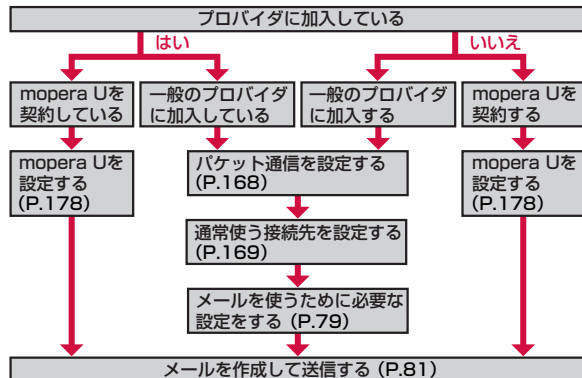 プロバイダに加入している
はい
いいえ
mopera Uを
契約している
一般のプロバイダ
に加入している
一般のプロバイダ
に加入する
mopera Uを
契約する
mopera Uを
設定する
(P.178)
パケット通信を設定する
(P.168)
mopera Uを
設定する
(P.178)
通常使う接続先を設定する
(P.169)
メールを使うために必要な
設定をする (P.79)
メールを作成して送信する (P.81)